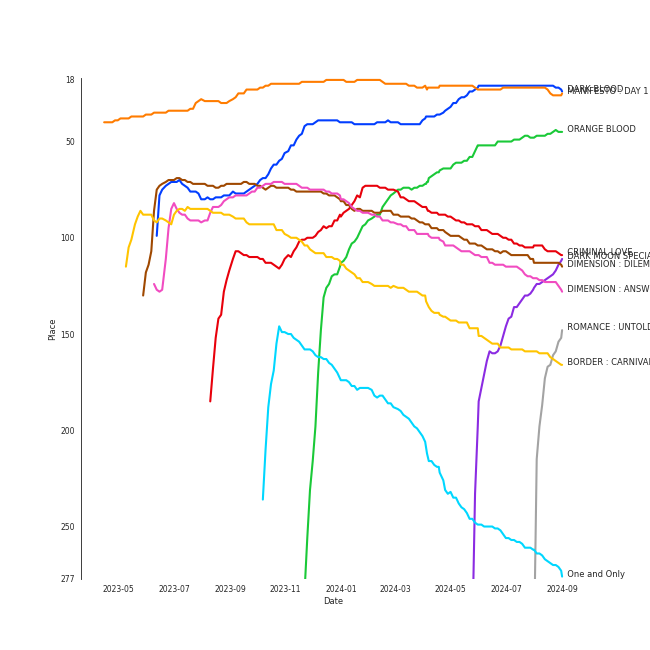 18
50
100
150
200
250
277
Place
2023-05
2023-07
2023-09
2023-11
2024-01
2024-03
2024-05
2024-07
2024-09
Date
DARK BLOOD
MANIFESTO : DAY 1
ORANGE BLOOD
CRIMINAL LOVE
DARK MOON SPECIA
DIMENSION : DILEM
DIMENSION : ANSW
ROMANCE : UNTOLD
BORDER : CARNIVAL
One and Only